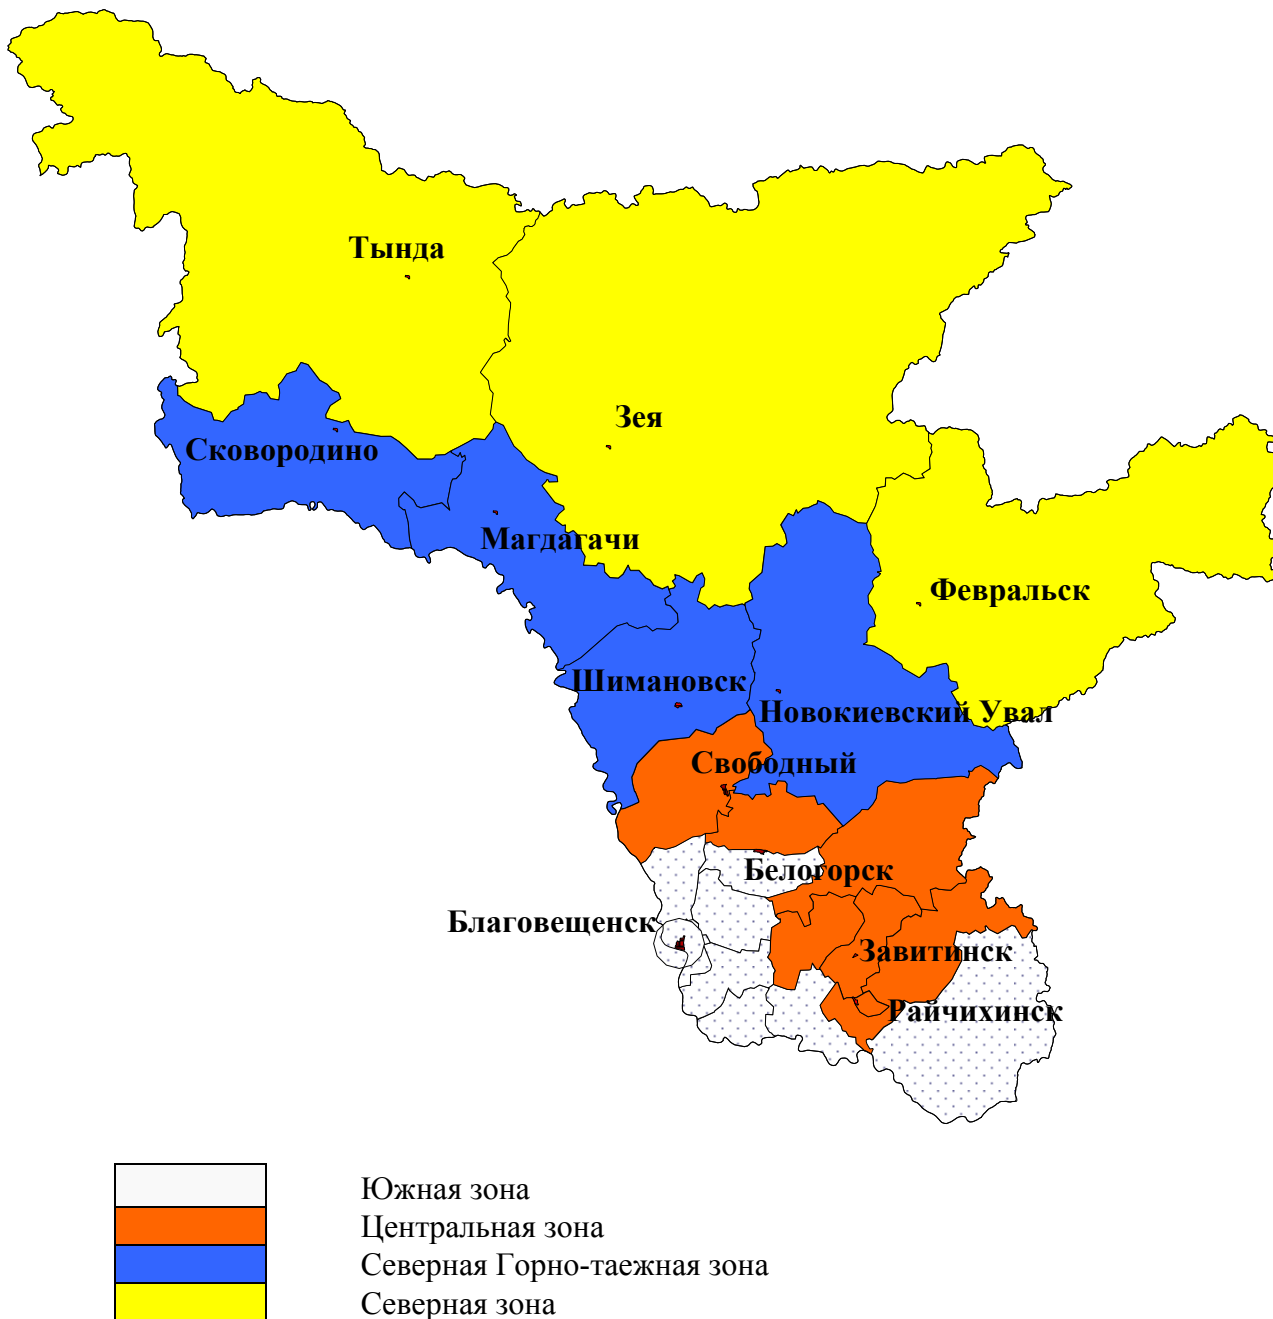 Тында
Зея
Сковородино
Магдагачи
Февральск
Шимановск
Новокиевский Увал
Свободный
Белогорск
Благовещенск
Завитинск
Райчихинск
Южная зона
Центральная зона
Северная Горно-таежная зона
Северная зона